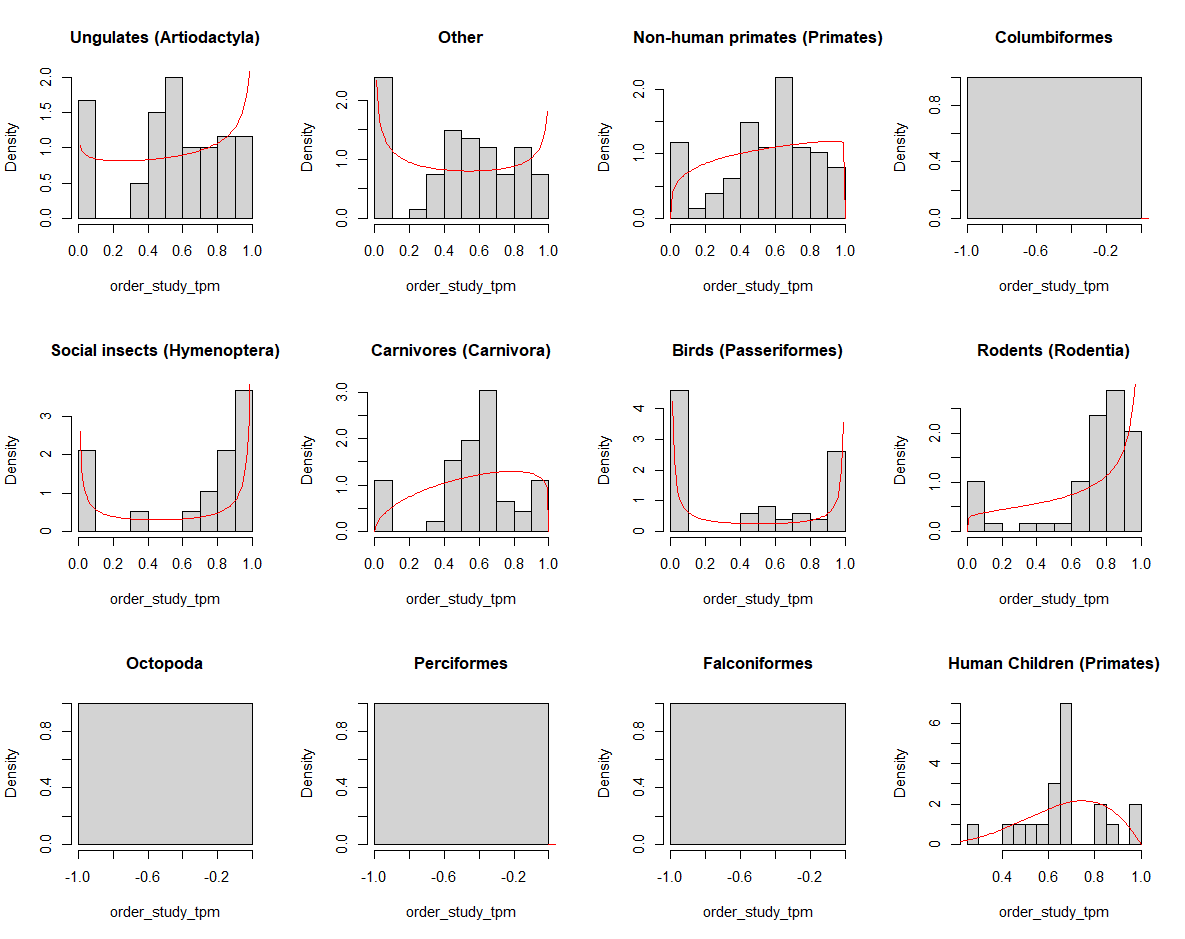 Ungulates (Artiodactyla)
Density
0.0 0.5 1.0 1.5 2.0
0.0 0.2 0.4 0.6 0.8 1.0
order_study_tpm
Other
Density
0.0 1.0 2.0
0.0 0.2 0.4 0.6 0.8 1.0
order_study_tpm
Non-human primates (Primates)
Density
0.0 1.0 2.0
0.0 0.2 0.4 0.6 0.8 1.0
order_study_tpm
Columbiformes
Density
0.0 0.4 0.8
-1.0 -0.6 -0.2
order_study_tpm
Social insects (Hymenoptera)
Density
0 1 2 3
0.0 0.2 0.4 0.6 0.8 1.0
order_study_tpm
Carnivores (Carnivora)
Density
0.0 1.0 2.0 3.0
0.0 0.2 0.4 0.6 0.8 1.0
order_study_tpm
Birds (Passeriformes)
Density
0 1 2 3 4
0.0 0.2 0.4 0.6 0.8 1.0
order_study_tpm
Rodents (Rodentia)
Density
0.0 1.0 2.0
0.0 0.2 0.4 0.6 0.8 1.0
order_study_tpm
Octopoda
Density
0.0 0.4 0.8
-1.0 -0.6 -0.2
order_study_tpm
Perciformes
Density
0.0 0.4 0.8
-1.0 -0.6 -0.2
order_study_tpm
Falconiformes
Density
0.0 0.4 0.8
-1.0 -0.6 -0.2
order_study_tpm
Human Children (Primates)
Density
0 2 4 6
0.4 0.6 0.8 1.0
order_study_tpm